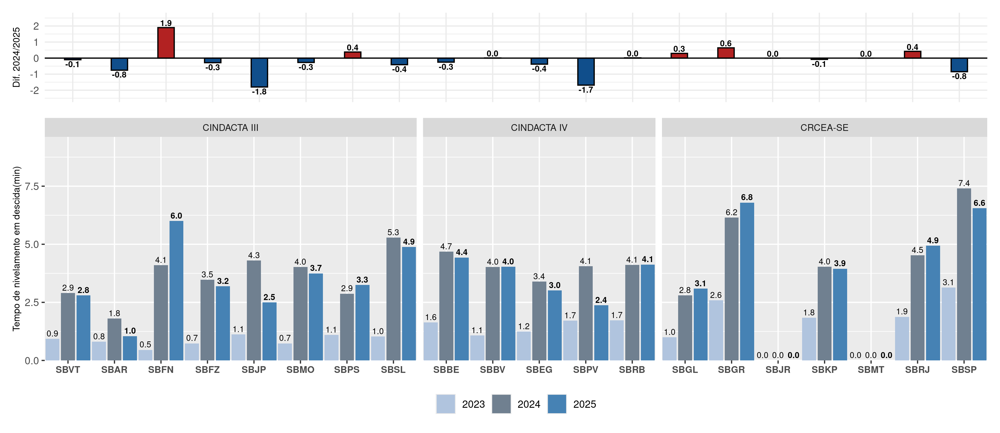 Dif. 2024/2025
2
1
0
-1
-2
-0.1
-0.8
1.9
-0.3
-1.8
-0.3
0.4
-0.4
-0.3
0.0
-0.4
-1.7
0.0
0.3
0.6
0.0
-0.1
0.0
0.4
-0.8
CINDACTA III
CINDACTA IV
CRCEA-SE
Tempo de nivelamento em descida(min)
7.5
5.0
2.5
0.0
0.9 2.9 2.8
0.8 1.8 1.0
0.5 4.1 6.0
0.7 3.5 3.2
1.1 4.3 2.5
0.7 4.0 3.7
1.1 2.9 3.3
1.0 5.3 4.9
1.6 4.7 4.4
1.1 4.0 4.0
1.2 3.4 3.0
1.7 4.1 2.4
1.7 4.1 4.1
1.0 2.8 3.1
2.6 6.2 6.8
0.0 0.0 0.0
1.8 4.0 3.9
0.0 0.0 0.0
1.9 4.5 4.9
3.1 7.4 6.6
SBVT SBAR SBFN SBFZ SBJP SBMO SBPS SBSL SBBE SBBV SBEG SBPV SBRB SBGL SBGR SBJR SBKP SBMT SBRJ SBSP
2023 2024 2025